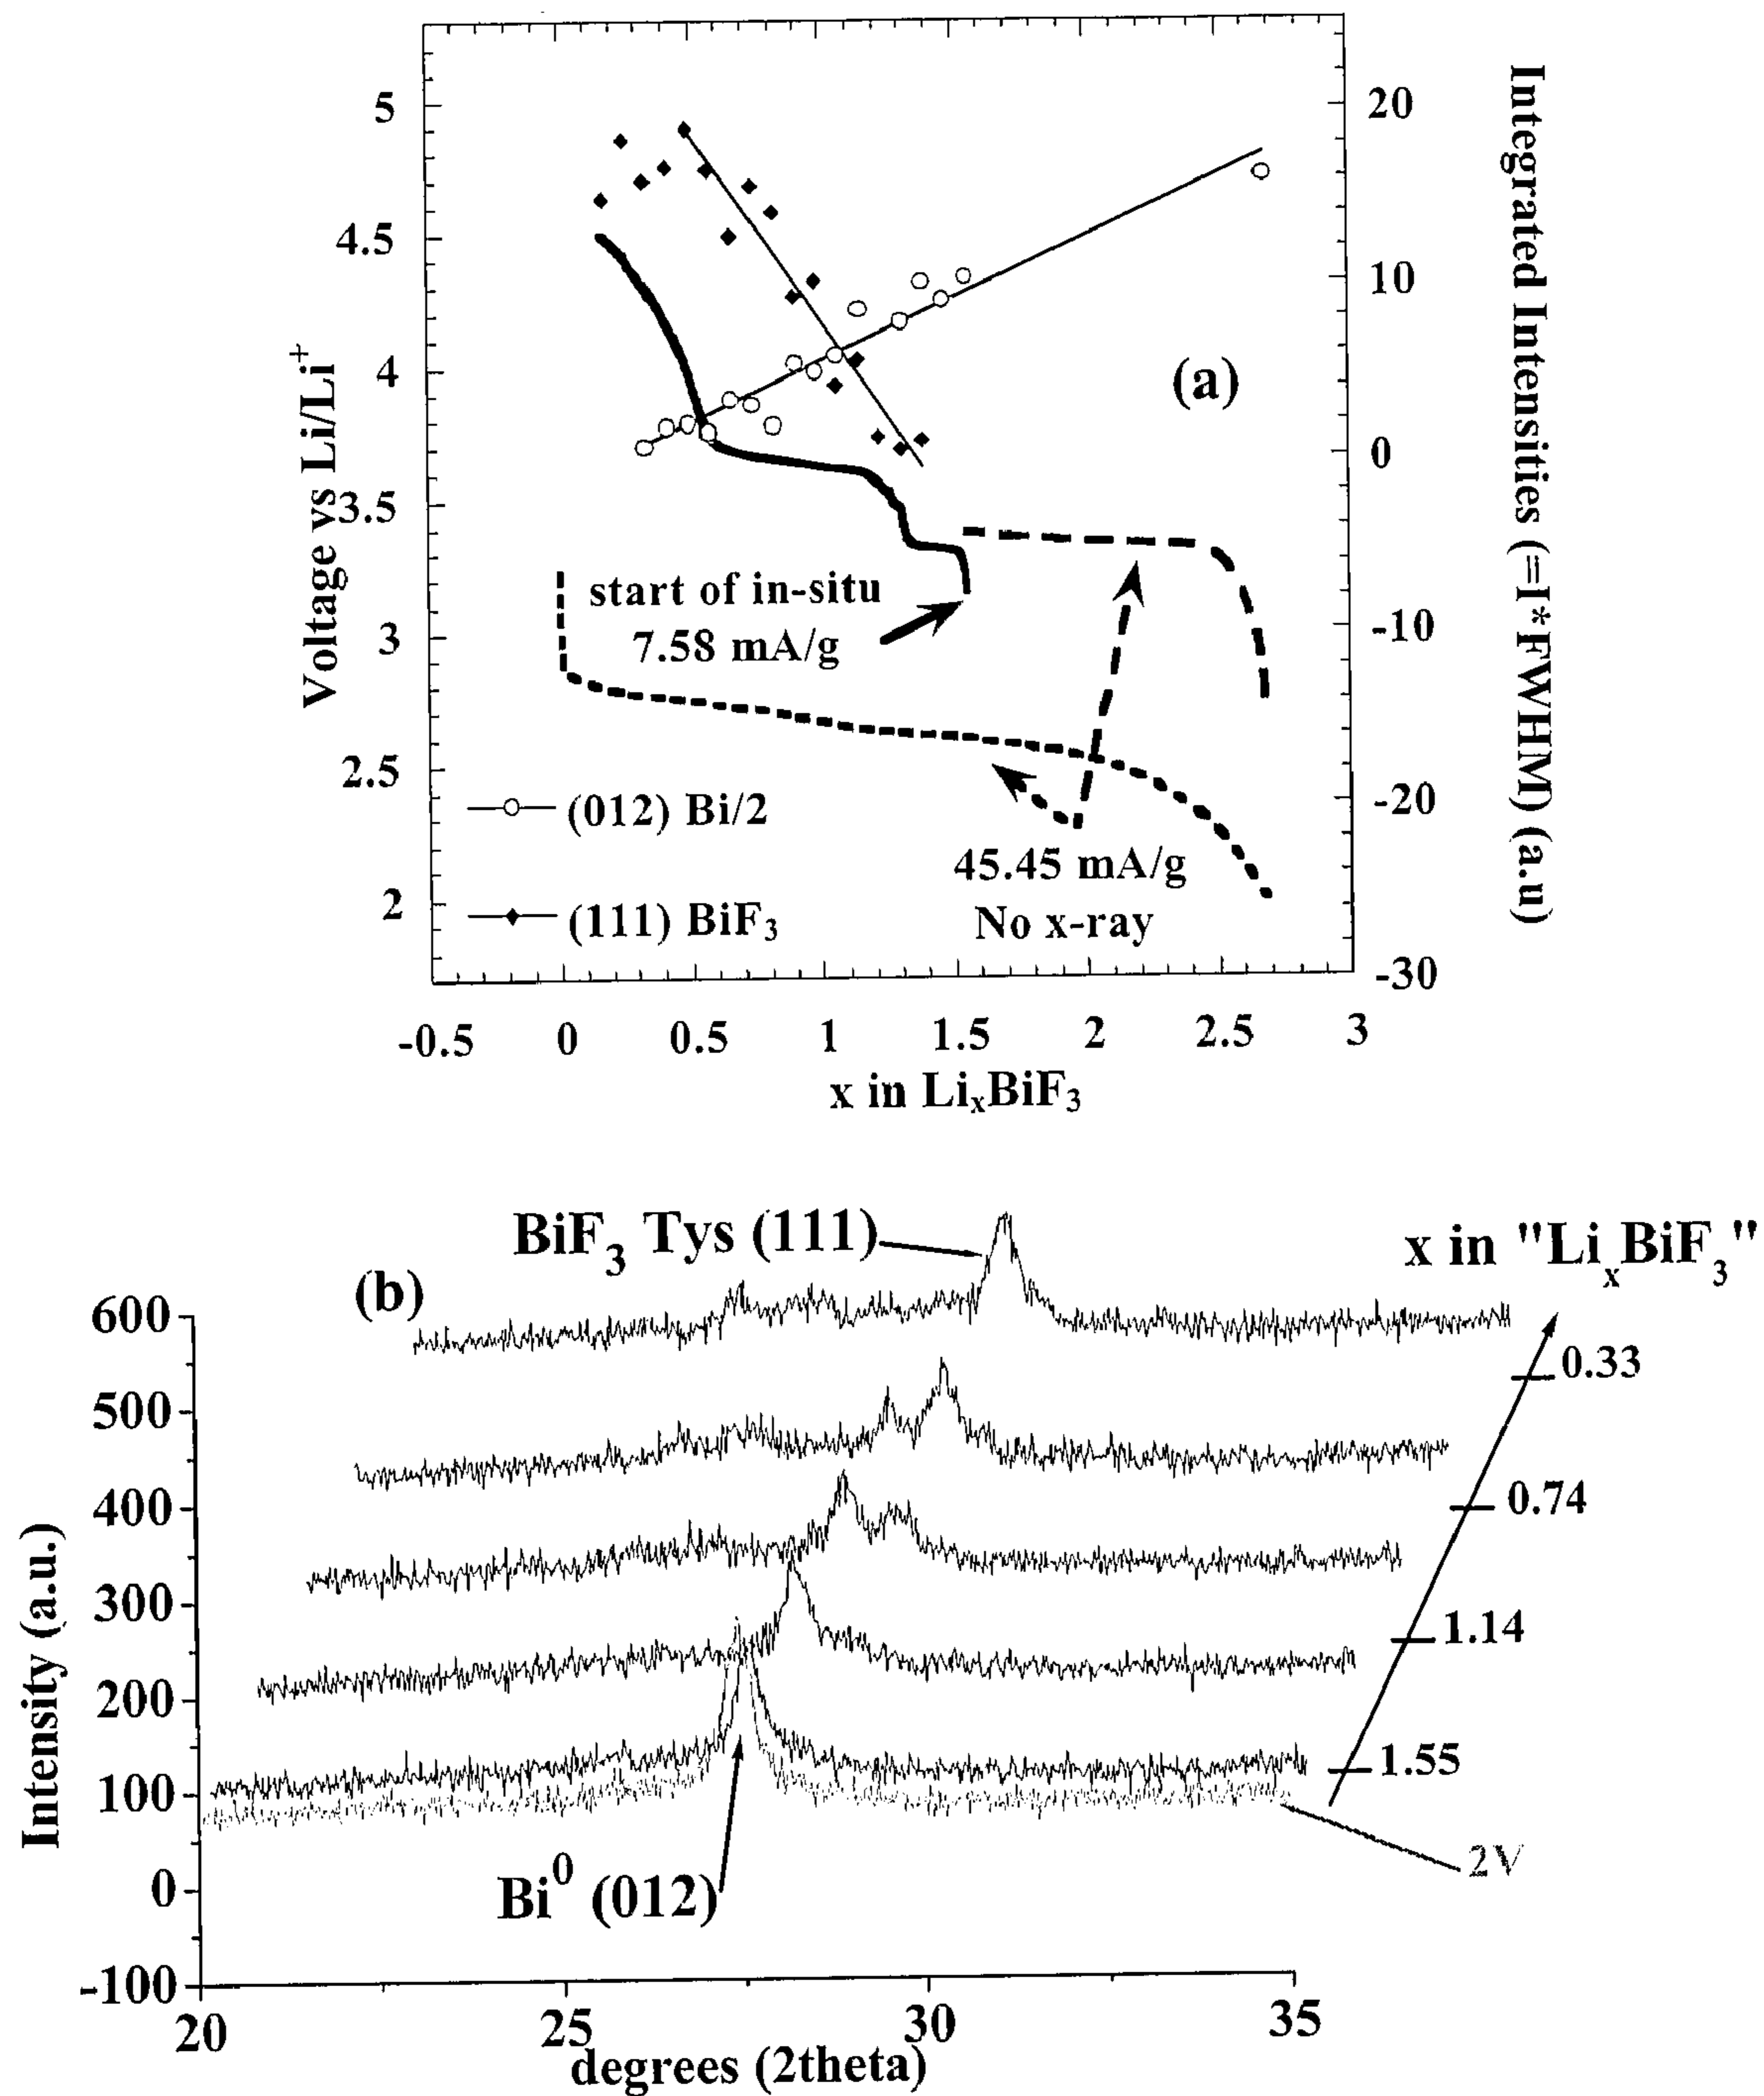 5
4.5
4
3.5
3
2.5
2
Voltage vs Li/Li+
20
10
0
-10
-20
-30
Integrated Intensities (=I*FWHM) (a.u)
(a)
start of in-situ
7.58 mA/g
(012) Bi/2
(111) BiF3
45.45 mA/g
No x-ray
-0.5 0 0.5 1 1.5 2 2.5 3
x in LixBiF3
BiF3 Tys (111)
x in "LixBiF3"
(b)
600
500
400
300
200
100
0
-100
Intensity (a.u.)
0.33
0.74
1.14
1.55
2V
Bi0 (012)
20 25 30 35
degrees (2theta)